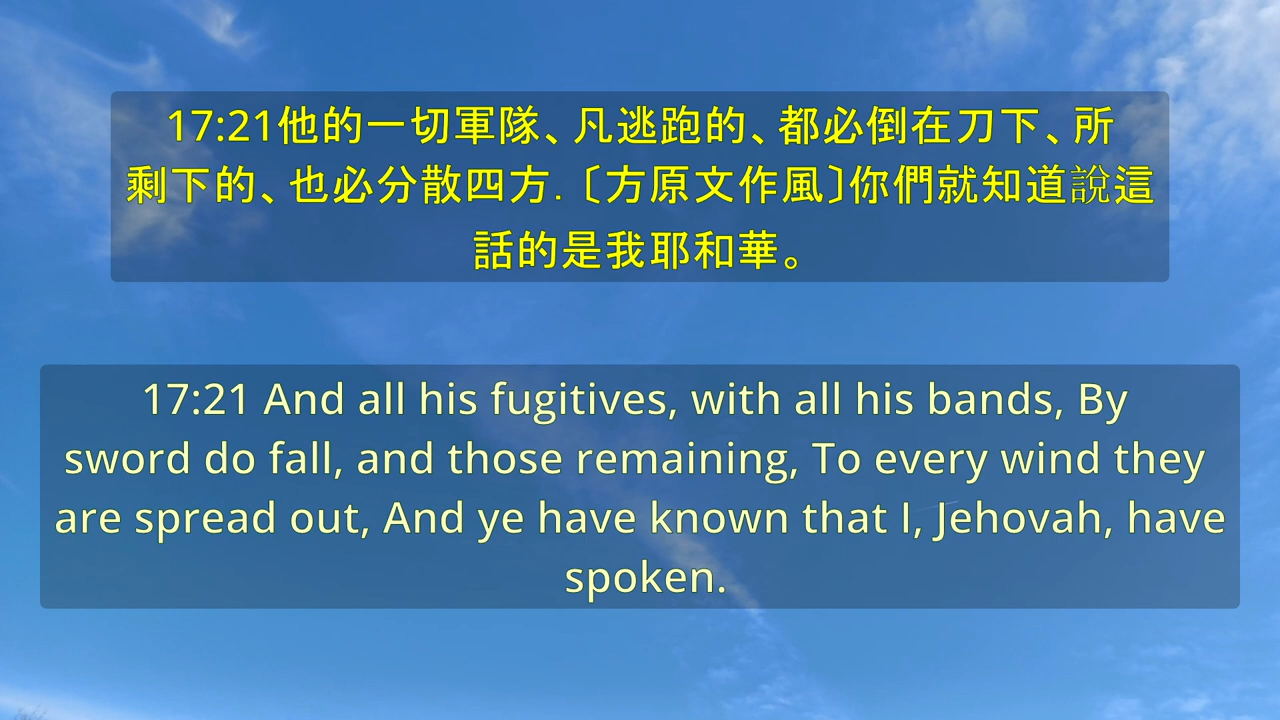 17:21他的一切軍隊、凡逃跑的、都必倒在刀下、所
剩下的、也必分散四方.〔方原文作風〕你們就知道說這
話的是我耶和華。
17:21 And all his fugitives, with all his bands, By
sword do fall, and those remaining, To every wind they
are spread out, And ye have known that I, Jehovah, have
spoken.